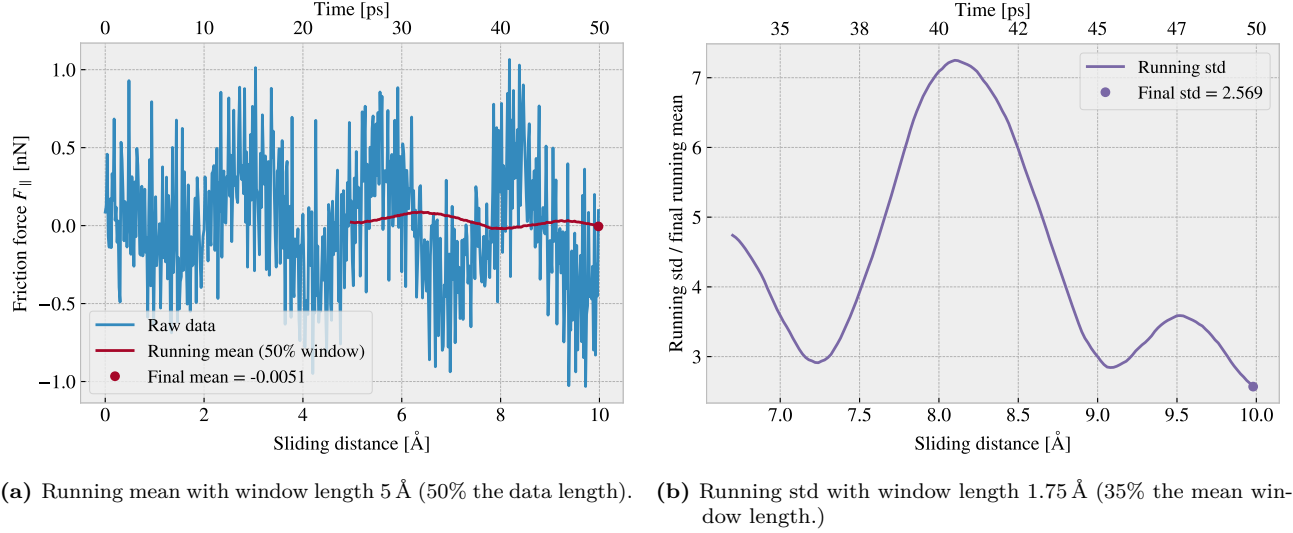 Time [ps]
0 10 20 30 40 50
1.0
0.5
0.0
−0.5
−1.0
Friction force F∥ [nN]
Raw data
Running mean (50% window)
Final mean = -0.0051
0 2 4 6 8 10
Sliding distance [Å]
(a) Running mean with window length 5 Å (50% the data length).
Time [ps]
35 38 40 42 45 47 50
7
6
5
4
3
Running std / final running mean
Running std
Final std = 2.569
7.0 7.5 8.0 8.5 9.0 9.5 10.0
Sliding distance [Å]
(b) Running std with window length 1.75 Å (35% the mean win-
dow length.)